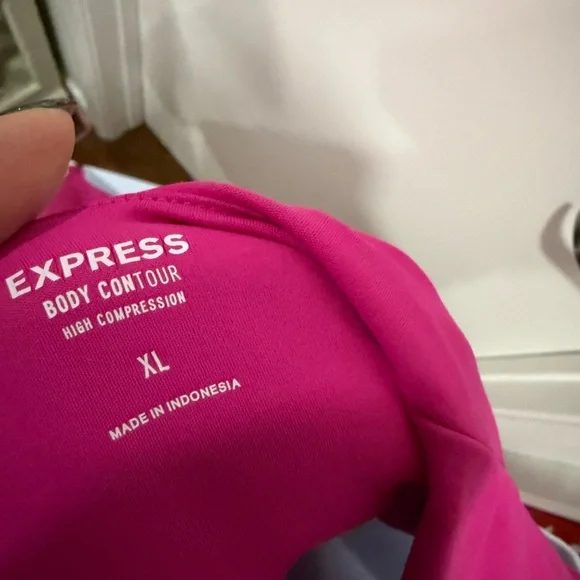 EXPRESS
BODY CONTOUR
HIGH COMPRESSION
XL
MADE IN INDONESIA